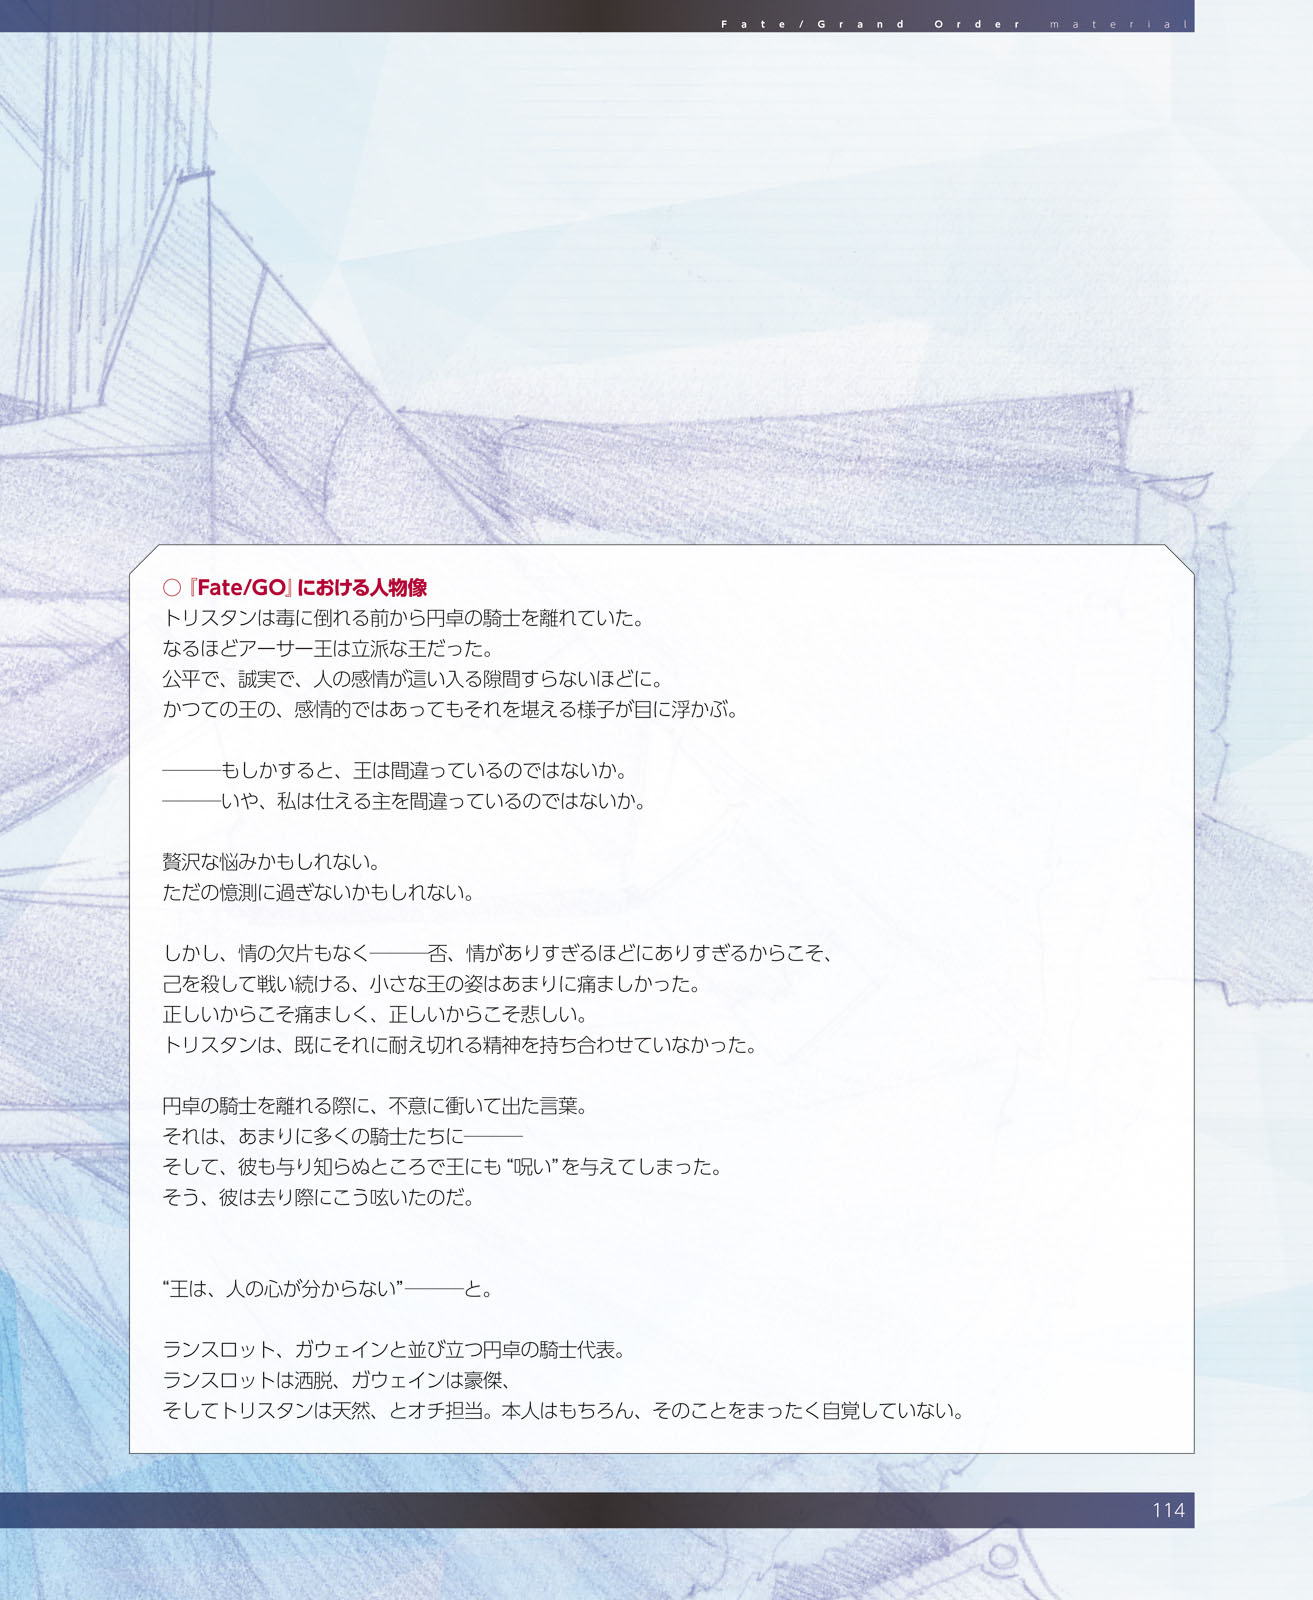 Fate/Grand Order material
○『Fate/GO』における人物像
トリスタンは毒に倒れる前から円卓の騎士を離れていた。
なるほどアーサー王は立派な王だった。
公平で、誠実で、人の感情が這い入る隙間すらないほどに。
かつての王の、感情的ではあってもそれを堪える様子が目に浮かぶ。
———もしかすると、王は間違っているのではないか。
———いや、私は仕える主を間違っているのではないか。
贅沢な悩みかもしれない。
ただの憶測に過ぎないかもしれない。
しかし、情の欠片もなく———否、情がありすぎるほどにありすぎるからこそ、
己を殺して戦い続ける、小さな王の姿はあまりに痛ましかった。
正しいからこそ痛ましく、正しいからこそ悲しい。
トリスタンは、既にそれに耐え切れる精神を持ち合わせていなかった。
円卓の騎士を離れる際に、不意に衝いて出た言葉。
それは、あまりに多くの騎士たちに———
そして、彼も与り知らぬところで王にも“呪い”を与えてしまった。
そう、彼は去り際にこう呟いたのだ。
“王は、人の心が分からない”———と。
ランスロット、ガウェインと並び立つ円卓の騎士代表。
ランスロットは洒脱、ガウェインは豪傑、
そしてトリスタンは天然、とオチ担当。本人はもちろん、そのことをまったく自覚していない。
114